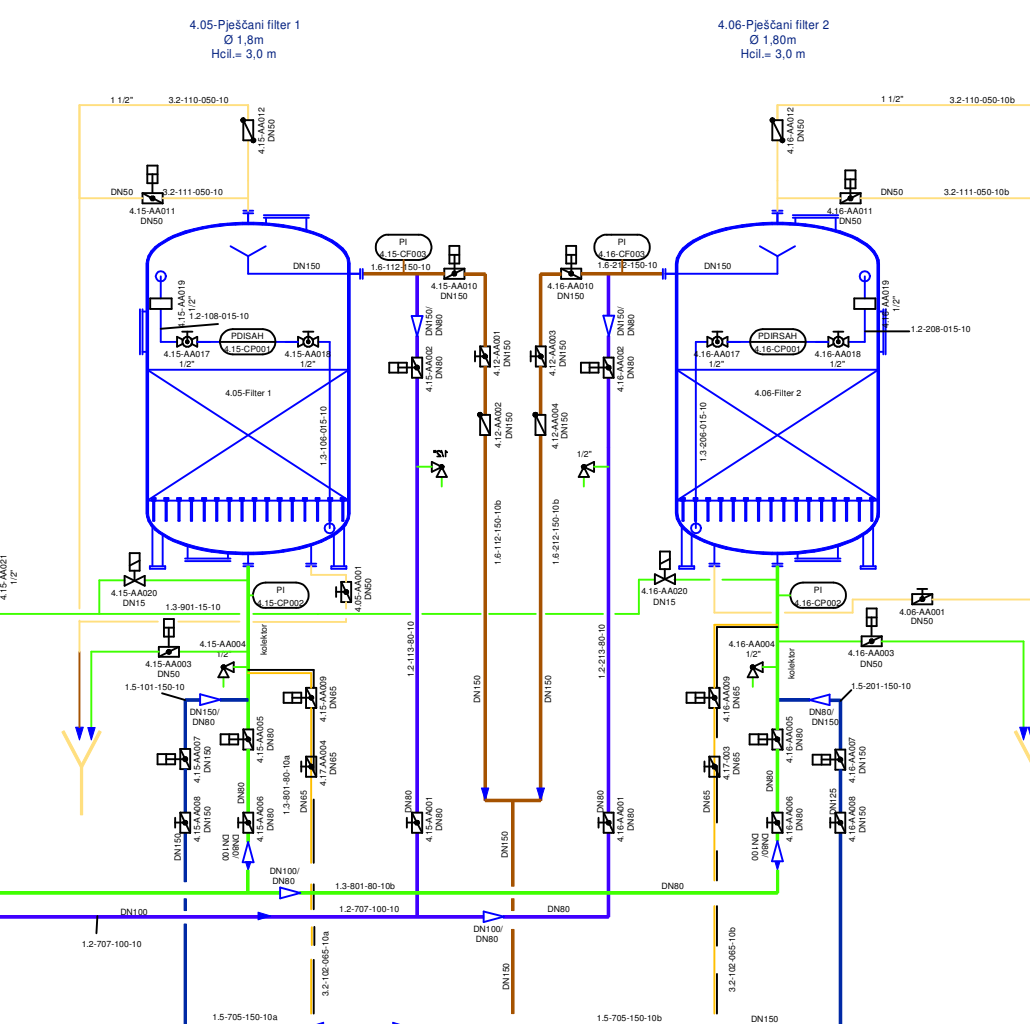 4.05-Pješčani filter 1
Ø 1,8m
Hcil.= 3,0 m
4.06-Pješčani filter 2
Ø 1,80m
Hcil.= 3,0 m
1 1/2"
3.2-110-050-10
4.15-AA012
DN50
4.16-AA012
DN50
1 1/2"
3.2-110-050-10b
DN50
3.2-111-050-10
4.15-AA011
DN50
DN50
3.2-111-050-10b
4.16-AA011
DN50
PI
4.15-CF003
1.6-112-150-10
4.15-AA010
DN150
DN150
PI
4.16-CF003
1.6-212-150-10
4.16-AA010
DN150
DN150
4.15-AA019
1/2"
1.2-108-015-10
PDISAH
4.15-CP001
4.15-AA017
1/2"
4.15-AA018
1/2"
4.05-Filter 1
1.3-106-015-10
DN150/
DN80
4.15-AA002
DN80
4.12-AA001
DN150
4.12-AA002
DN150
4.12-AA003
DN150
4.12-AA004
DN150
DN150/
DN80
4.16-AA002
DN80
4.16-AA019
1/2"
1.2-208-015-10
PDIRSAH
4.16-CP001
4.16-AA017
1/2"
4.16-AA018
1/2"
4.06-Filter 2
1.3-206-015-10
1/2"
1/2"
1.6-112-150-10b
1.6-212-150-10b
4.15-AA021
1/2"
4.15-AA020
DN15
1.3-901-15-10
PI
4.15-CP002
4.05-AA001
DN50
4.16-AA020
DN15
PI
4.16-CP002
4.06-AA001
DN50
4.15-AA003
DN50
4.15-AA004
1/2"
kolektor
1.2-113-80-10
1.2-213-80-10
4.16-AA004
1/2"
kolektor
4.16-AA003
DN50
1.5-101-150-10
DN150/
DN80
4.15-AA009
DN65
DN150
DN150
4.16-AA009
DN65
1.5-201-150-10
DN80/
DN150
4.15-AA007
DN150
4.15-AA005
DN80
4.17-AA004
DN65
4.17-003
DN65
4.16-AA005
DN80
4.16-AA007
DN150
DN80
1.3-801-80-10a
DN65
DN80
DN80
DN65
DN80
DN125
4.15-AA008
DN150
DN150
4.15-AA006
DN80
4.15-AA001
DN80
4.16-AA001
DN80
4.16-AA006
DN80
4.16-AA008
DN150
DN80/
DN100
DN150
DN80/
DN100
DN100/
DN80
1.3-801-80-10b
DN80
DN100
1.2-707-100-10
DN80
DN100/
DN80
1.2-707-100-10
3.2-102-065-10a
DN150
3.2-102-065-10b
1.5-705-150-10a
1.5-705-150-10b
DN150